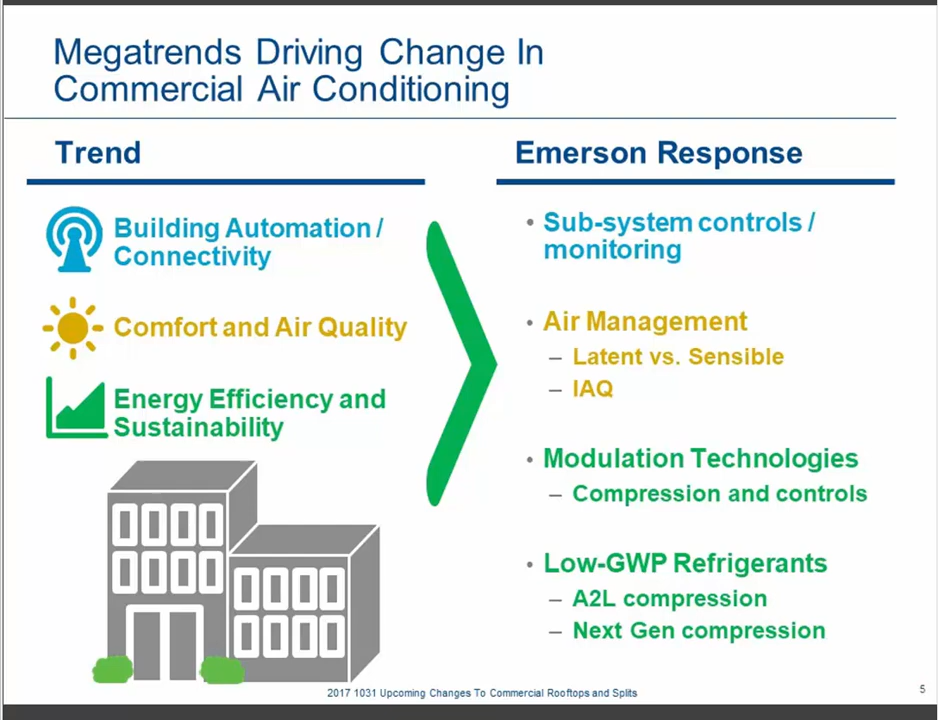 Megatrends Driving Change In
Commercial Air Conditioning
Trend
Building Automation /
Connectivity
Comfort and Air Quality
Energy Efficiency and
Sustainability
Emerson Response
• Sub-system controls /
monitoring
• Air Management
– Latent vs. Sensible
– IAQ
• Modulation Technologies
– Compression and controls
• Low-GWP Refrigerants
– A2L compression
– Next Gen compression
2017 1031 Upcoming Changes To Commercial Rooftops and Splits
5